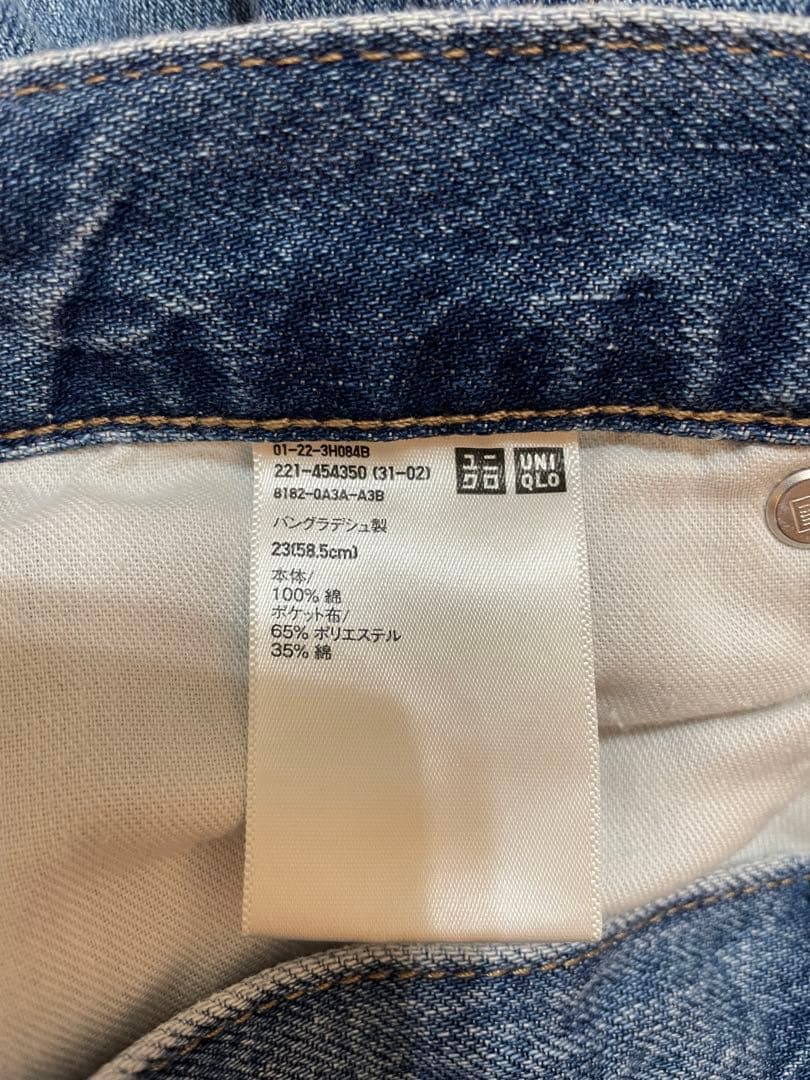 01-22-3H084B
221-454350 (31-02)
8182-0A3A-A3B
ユニ
クロ
UNI
QLO
バングラデシュ製
23(58.5cm)
本体/
100% 綿
ポケット布/
65% ポリエステル
35% 綿